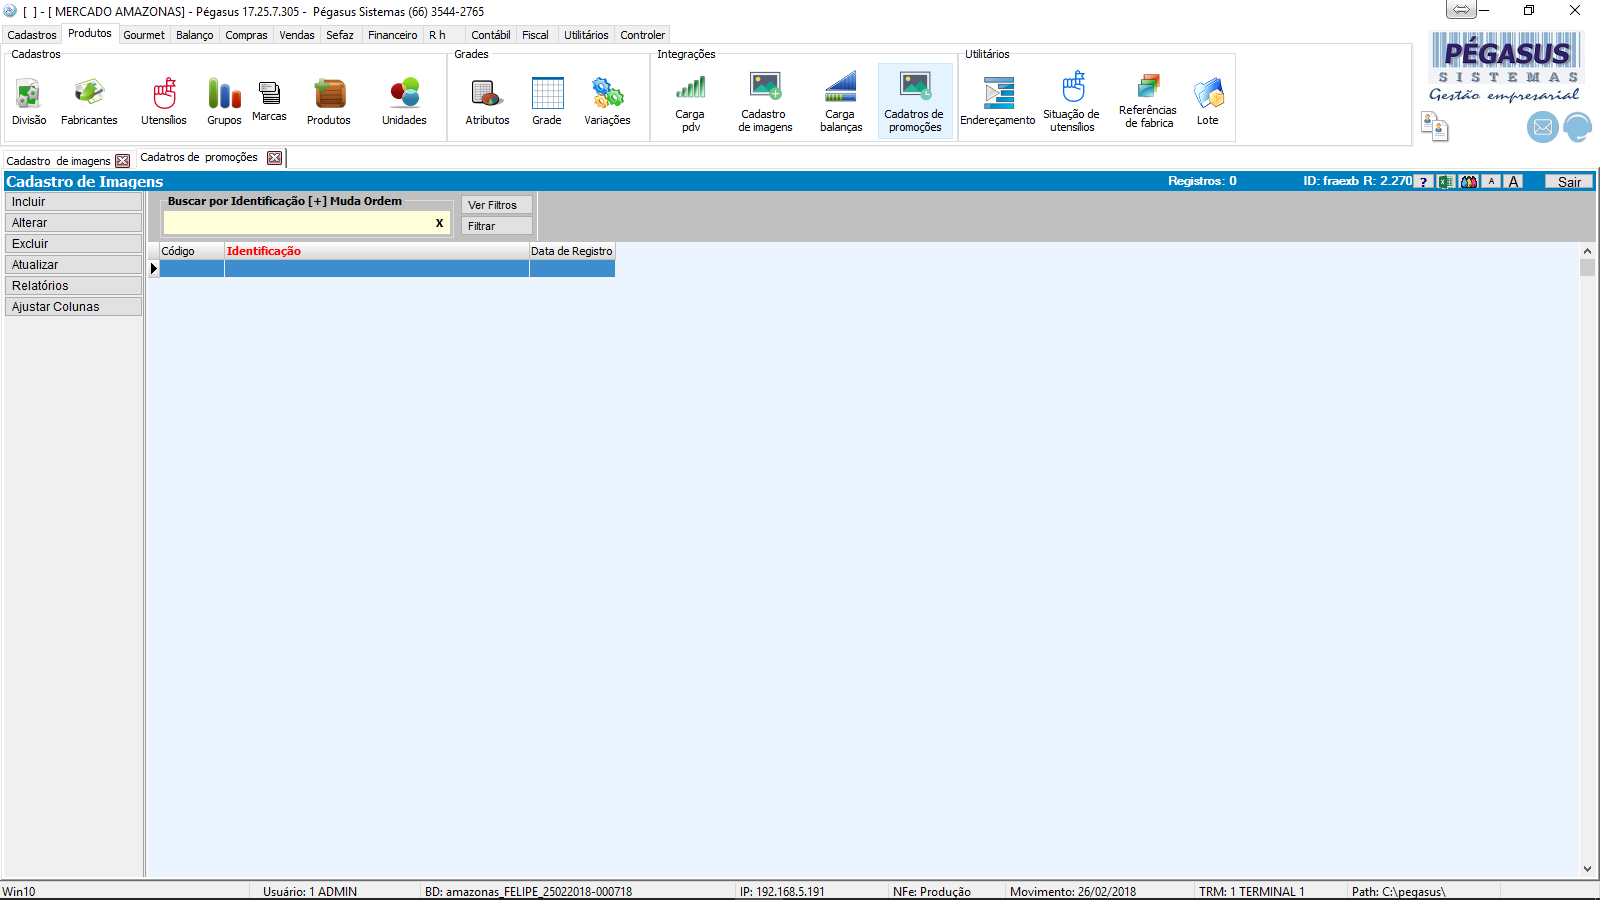 [  ] - [ MERCADO AMAZONAS] - Pégasus 17.25.7.305 -  Pégasus Sistemas (66) 3544-2765
Cadastros Produtos Gourmet Balanço Compras Vendas Sefaz Financeiro R h Contábil Fiscal Utilitários Controler
Cadastros Grades Integrações Utilitários
Divisão Fabricantes Utensílios Grupos Marcas Produtos Unidades Atributos Grade Variações
Carga pdv
Cadastro de imagens
Carga balanças
Cadatros de promoções
Endereçamento
Situação de utensílios
Referências de fabrica
Lote
PÉGASUS
SISTEMAS
Gestão empresarial
Cadastro de imagens Cadatros de promoções
Cadastro de Imagens Registros: 0 ID: fraexb R: 2.270 ? A A Sair
Incluir
Alterar
Excluir
Atualizar
Relatórios
Ajustar Colunas
Buscar por Identificação [+] Muda Ordem
X
Ver Filtros
Filtrar
Código Identificação Data de Registro
Win10 Usuário: 1 ADMIN BD: amazonas_FELIPE_25022018-000718 IP: 192.168.5.191 NFe: Produção Movimento: 26/02/2018 TRM: 1 TERMINAL 1 Path: C:\pegasus\